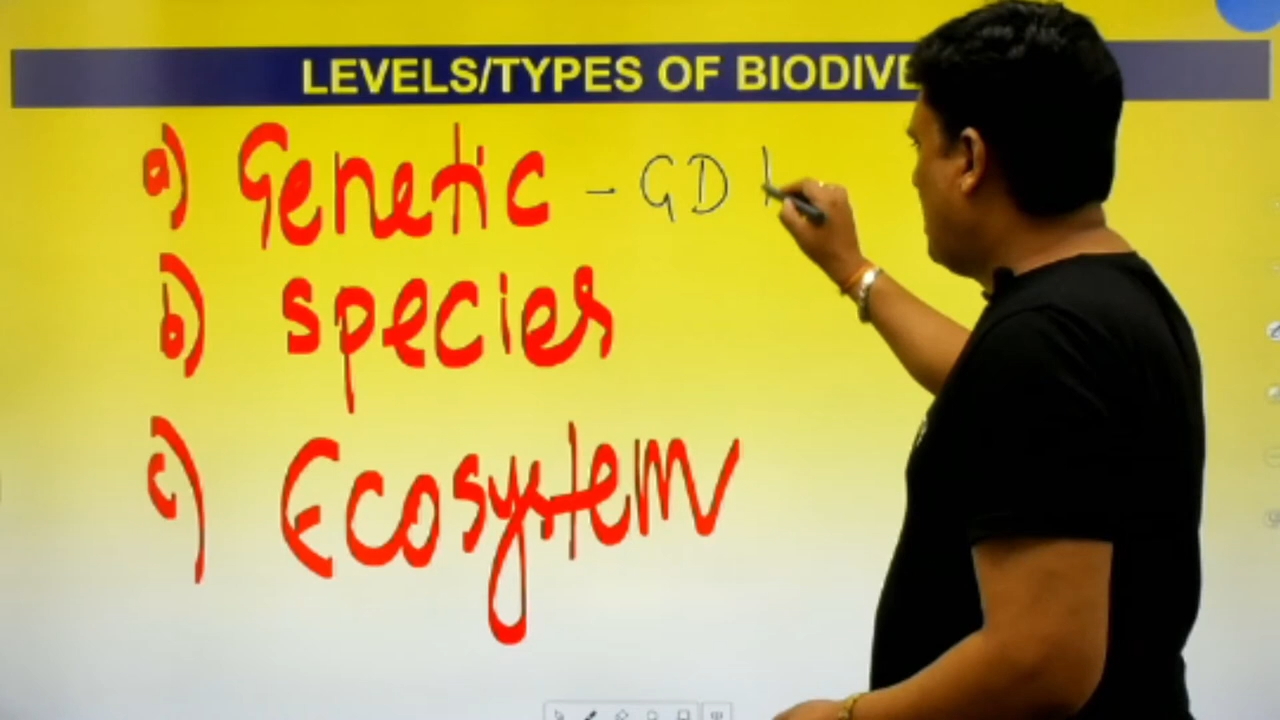 LEVELS/TYPES OF BIODIVE
a) Genetic - GD
b) species
c) Ecosystem